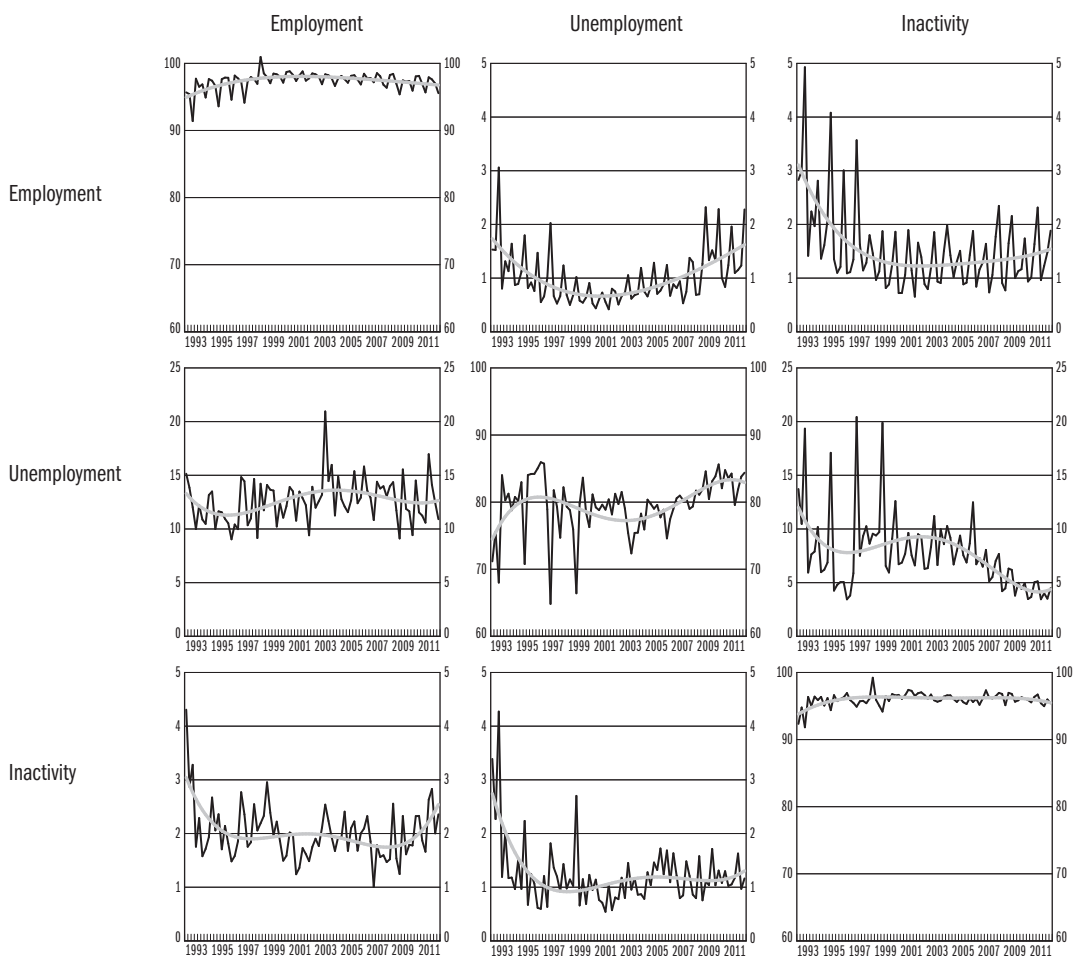 Employment Unemployment Inactivity
Employment
100 100 5 5 5 5
90 90 4 4 4 4
80 80 3 3 3 3
70 70 2 2 2 2
1 1 1 1
60 60 0 0 0 0
1993 1995 1997 1999 2001 2003 2005 2007 2009 2011 1993 1995 1997 1999 2001 2003 2005 2007 2009 2011 1993 1995 1997 1999 2001 2003 2005 2007 2009 2011
Unemployment
25 25 100 100 25 25
20 20 90 90 20 20
15 15 80 80 15 15
10 10 70 70 10 10
5 5 5 5
0 0 60 60 0 0
1993 1995 1997 1999 2001 2003 2005 2007 2009 2011 1993 1995 1997 1999 2001 2003 2005 2007 2009 2011 1993 1995 1997 1999 2001 2003 2005 2007 2009 2011
Inactivity
5 5 5 5 100 100
4 4 4 4 90 90
3 3 3 3 80 80
2 2 2 2 70 70
1 1 1 1
0 0 0 0 60 60
1993 1995 1997 1999 2001 2003 2005 2007 2009 2011 1993 1995 1997 1999 2001 2003 2005 2007 2009 2011 1993 1995 1997 1999 2001 2003 2005 2007 2009 2011